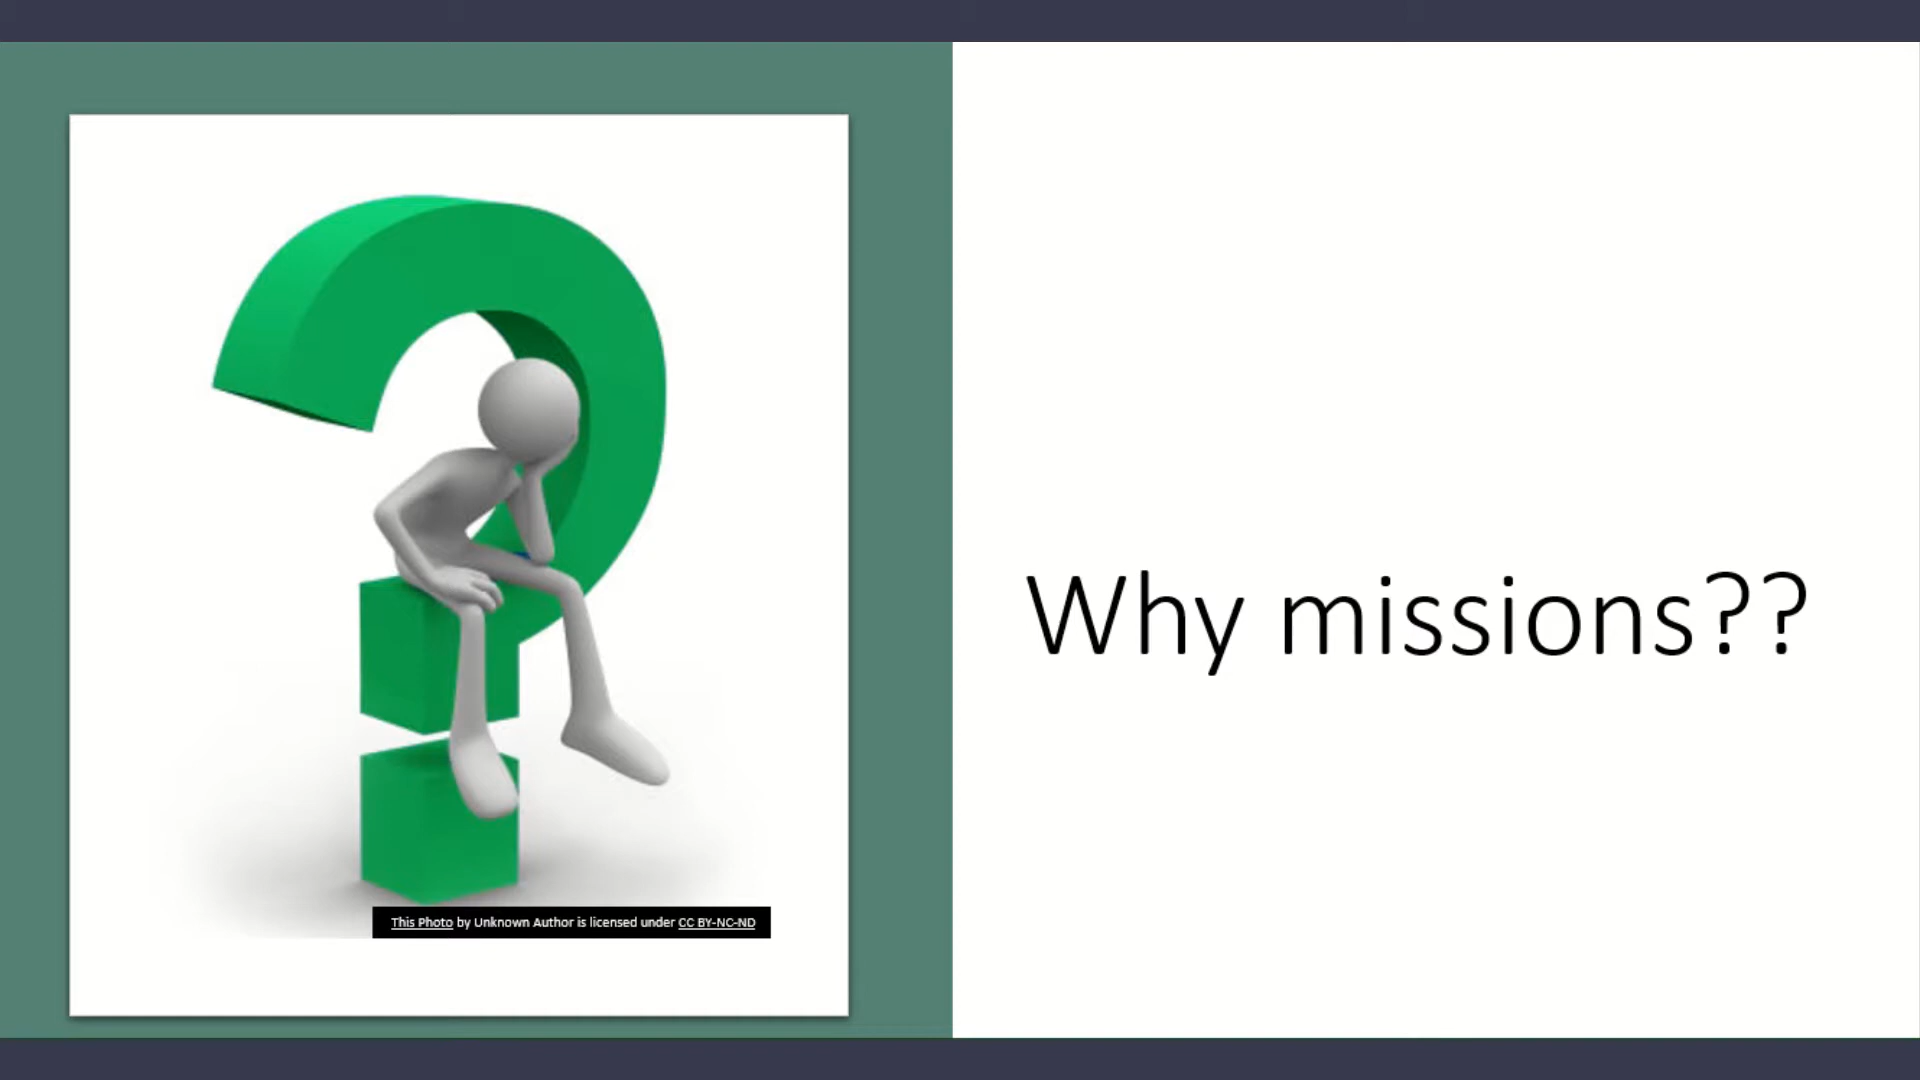 Why missions??
This Photo by Unknown Author is licensed under CC BY-NC-ND